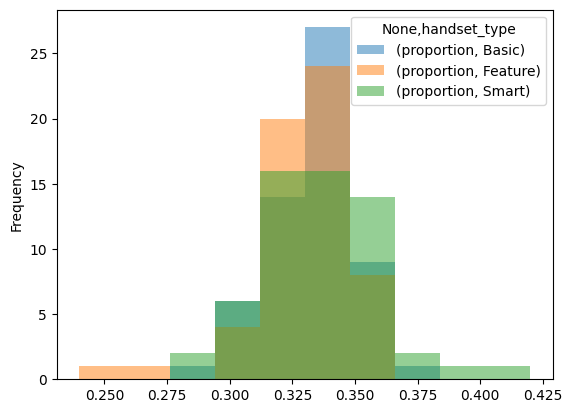 None,handset_type
(proportion, Basic)
(proportion, Feature)
(proportion, Smart)
Frequency
25
20
15
10
5
0
0.250 0.275 0.300 0.325 0.350 0.375 0.400 0.425